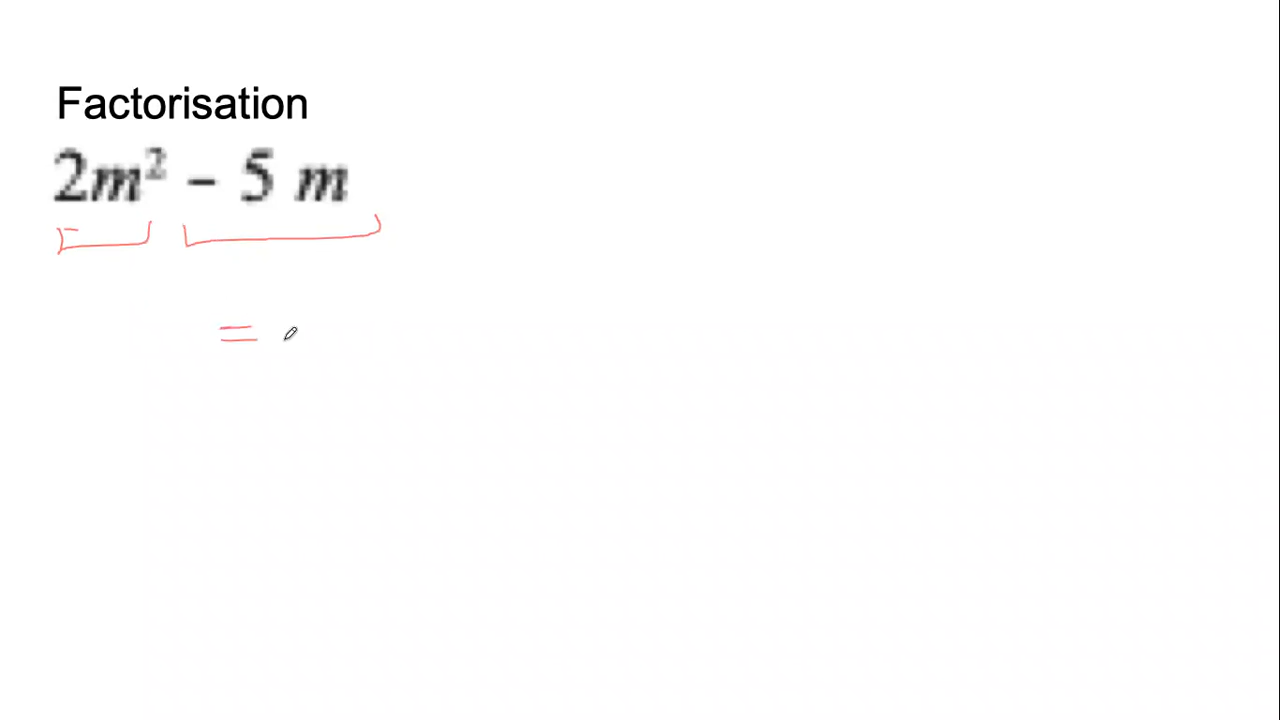 Factorisation
2m² – 5 m
=